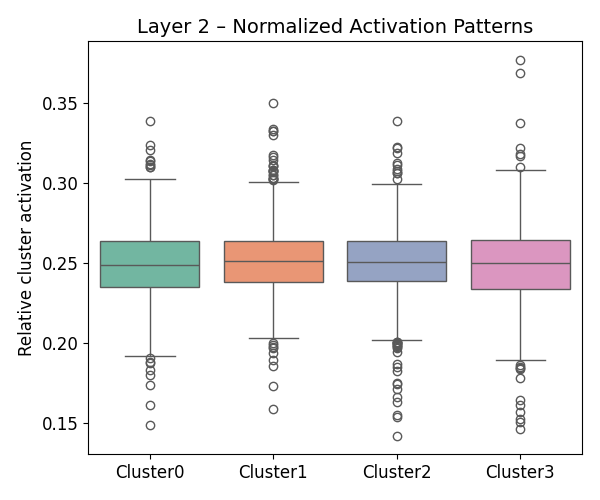 Layer 2 – Normalized Activation Patterns
Relative cluster activation
0.35
0.30
0.25
0.20
0.15
Cluster0 Cluster1 Cluster2 Cluster3